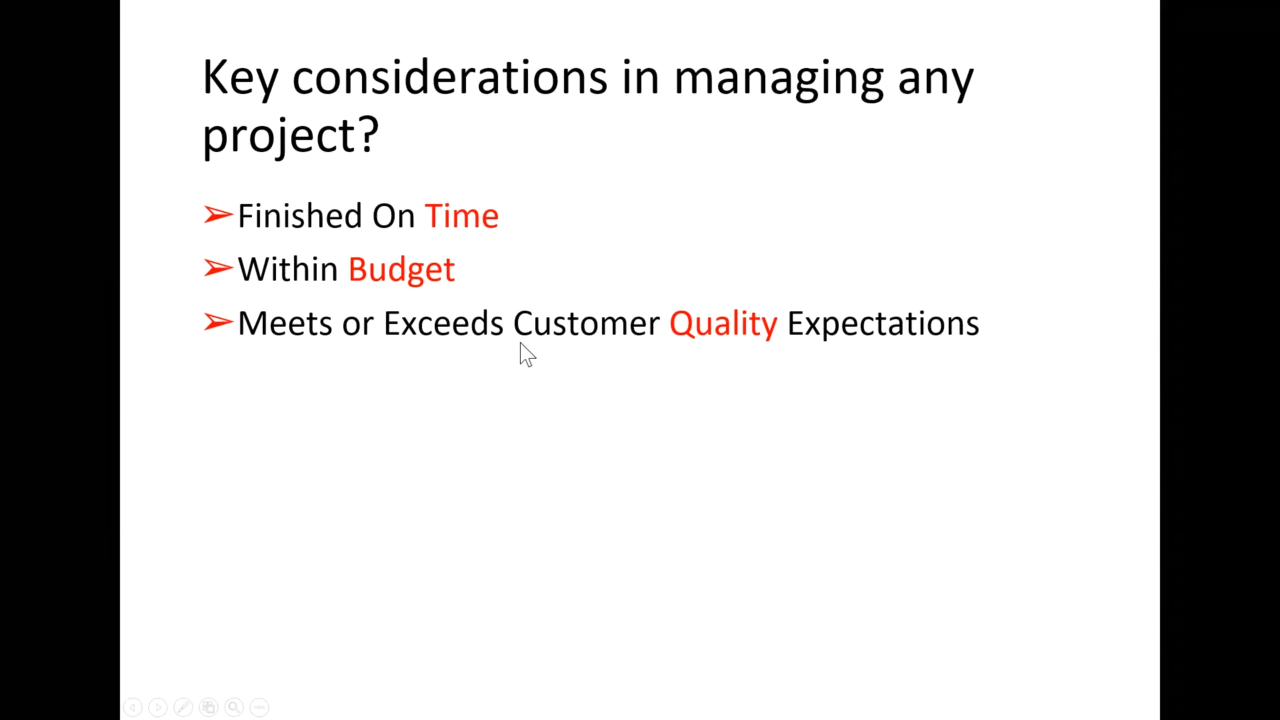 Key considerations in managing any
project?
➢Finished On Time
➢Within Budget
➢Meets or Exceeds Customer Quality Expectations